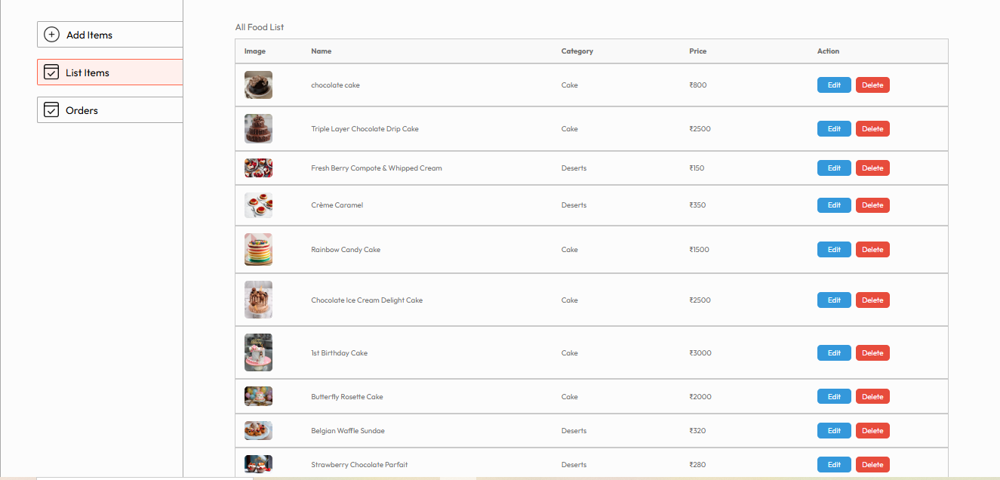 Add Items
List Items
Orders
All Food List
Image Name Category Price Action
chocolate cake Cake ₹800 Edit Delete
Triple Layer Chocolate Drip Cake Cake ₹2500 Edit Delete
Fresh Berry Compote & Whipped Cream Deserts ₹150 Edit Delete
Crème Caramel Deserts ₹350 Edit Delete
Rainbow Candy Cake Cake ₹1500 Edit Delete
Chocolate Ice Cream Delight Cake Cake ₹2500 Edit Delete
1st Birthday Cake Cake ₹3000 Edit Delete
Butterfly Rosette Cake Cake ₹2000 Edit Delete
Belgian Waffle Sundae Deserts ₹320 Edit Delete
Strawberry Chocolate Parfait Deserts ₹280 Edit Delete